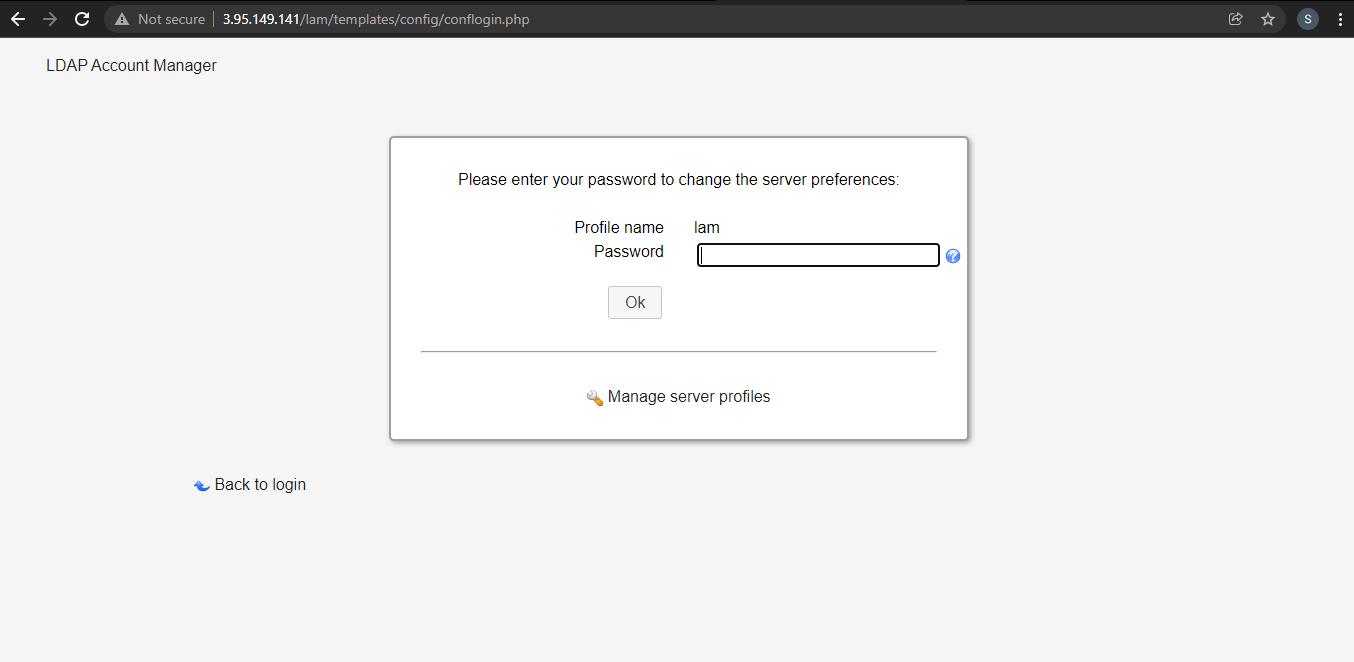 Not secure 3.95.149.141/lam/templates/config/conflogin.php S
LDAP Account Manager
Please enter your password to change the server preferences:
Profile name lam
Password
Ok
Manage server profiles
Back to login